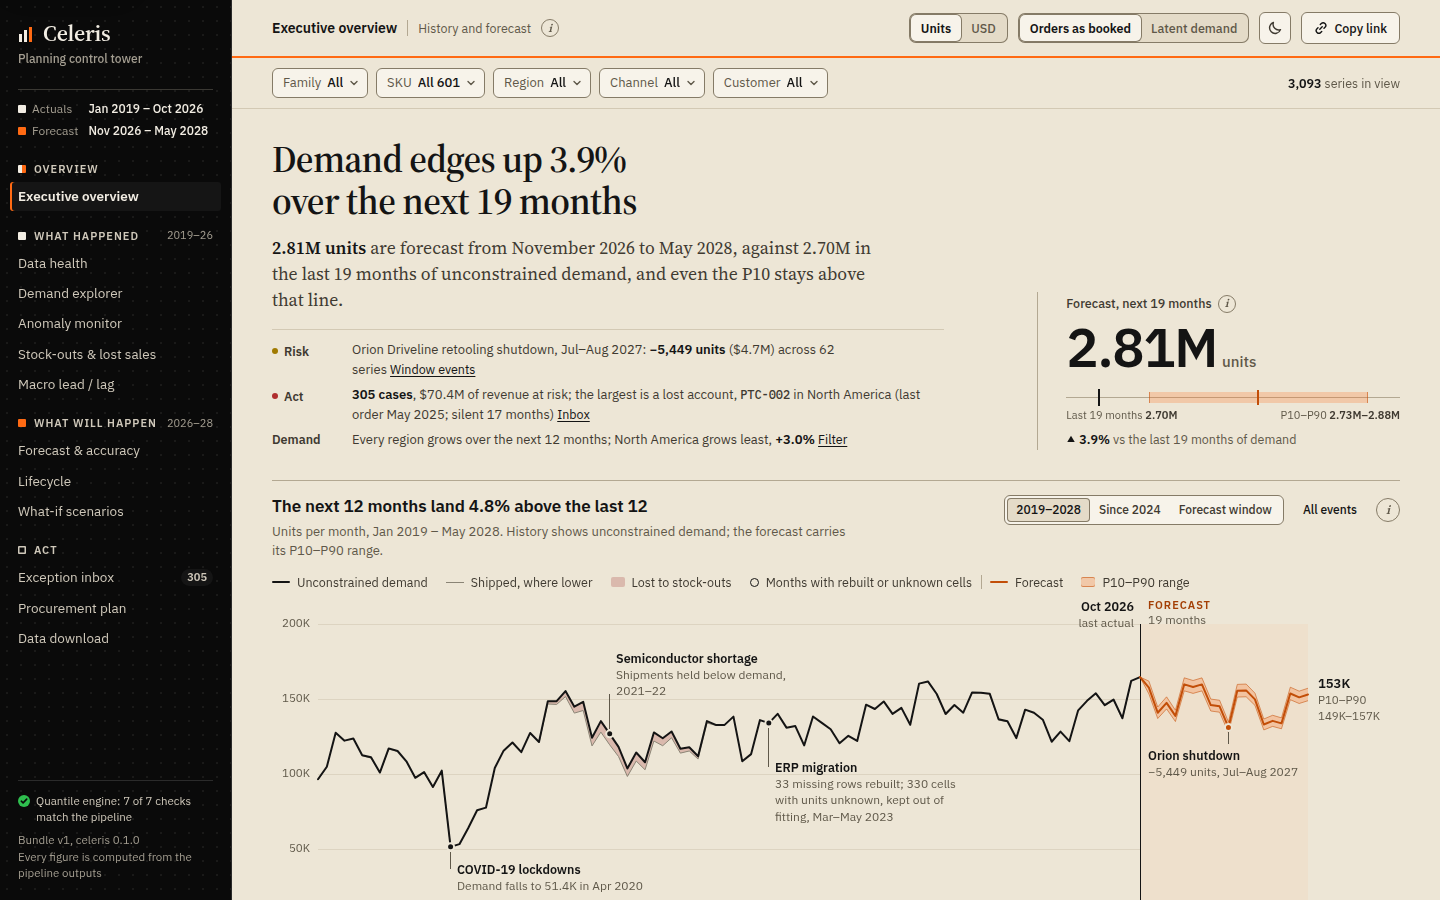 Celeris
Planning control tower
Actuals Jan 2019 – Oct 2026
Forecast Nov 2026 – May 2028
OVERVIEW
Executive overview
WHAT HAPPENED 2019–26
Data health
Demand explorer
Anomaly monitor
Stock-outs & lost sales
Macro lead / lag
WHAT WILL HAPPEN 2026–28
Forecast & accuracy
Lifecycle
What-if scenarios
ACT
Exception inbox 305
Procurement plan
Data download
Quantile engine: 7 of 7 checks
match the pipeline
Bundle v1, celeris 0.1.0
Every figure is computed from the
pipeline outputs
Executive overview History and forecast i
Units USD Orders as booked Latent demand Copy link
Family All SKU All 601 Region All Channel All Customer All 3,093 series in view
Demand edges up 3.9%
over the next 19 months
2.81M units are forecast from November 2026 to May 2028, against 2.70M in
the last 19 months of unconstrained demand, and even the P10 stays above
that line.
Risk Orion Driveline retooling shutdown, Jul–Aug 2027: −5,449 units ($4.7M) across 62
series Window events
Act 305 cases, $70.4M of revenue at risk; the largest is a lost account, PTC-002 in North America (last
order May 2025; silent 17 months) Inbox
Demand Every region grows over the next 12 months; North America grows least, +3.0% Filter
Forecast, next 19 months i
2.81M units
Last 19 months 2.70M P10–P90 2.73M–2.88M
3.9% vs the last 19 months of demand
The next 12 months land 4.8% above the last 12
Units per month, Jan 2019 – May 2028. History shows unconstrained demand; the forecast carries
its P10–P90 range.
2019–2028 Since 2024 Forecast window All events i
Unconstrained demand Shipped, where lower Lost to stock-outs Months with rebuilt or unknown cells Forecast P10–P90 range
Oct 2026
last actual
FORECAST
19 months
200K
150K
100K
50K
Semiconductor shortage
Shipments held below demand,
2021–22
153K
P10–P90
149K–157K
Orion shutdown
−5,449 units, Jul–Aug 2027
ERP migration
33 missing rows rebuilt; 330 cells
with units unknown, kept out of
fitting, Mar–May 2023
COVID-19 lockdowns
Demand falls to 51.4K in Apr 2020